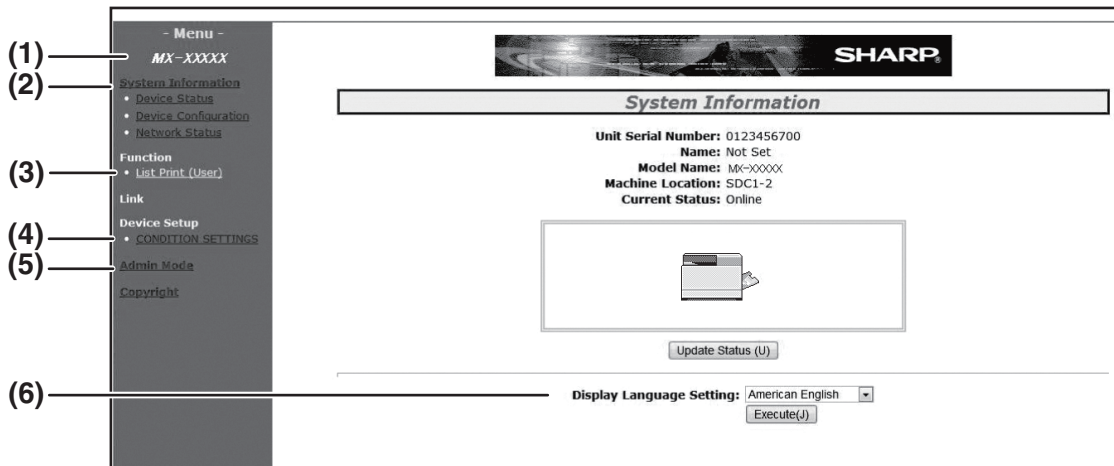 - Menu -
(1)
MX-XXXXX
(2)
System Information
• Device Status
• Device Configuration
• Network Status
Function
(3)
• List Print (User)
Link
Device Setup
(4)
• CONDITION SETTINGS
(5)
Admin Mode
Copyright
SHARP®
System Information
Unit Serial Number: 0123456700
Name: Not Set
Model Name: MX-XXXXX
Machine Location: SDC1-2
Current Status: Online
Update Status (U)
(6)
Display Language Setting: American English
Execute(J)